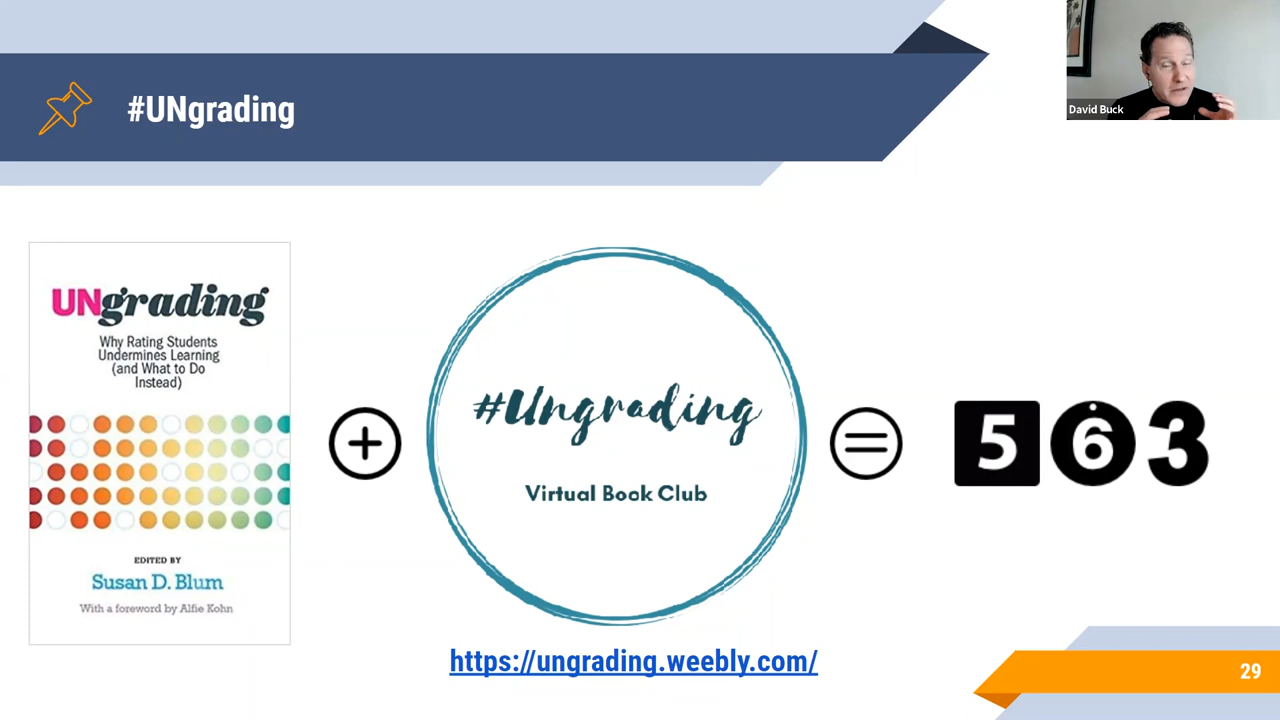 #UNgrading
David Buck
UNgrading
Why Rating Students
Undermines Learning
(and What to Do
Instead)
EDITED BY
Susan D. Blum
With a foreword by Alfie Kohn
+
#Ungrading
Virtual Book Club
=
563
https://ungrading.weebly.com/
29